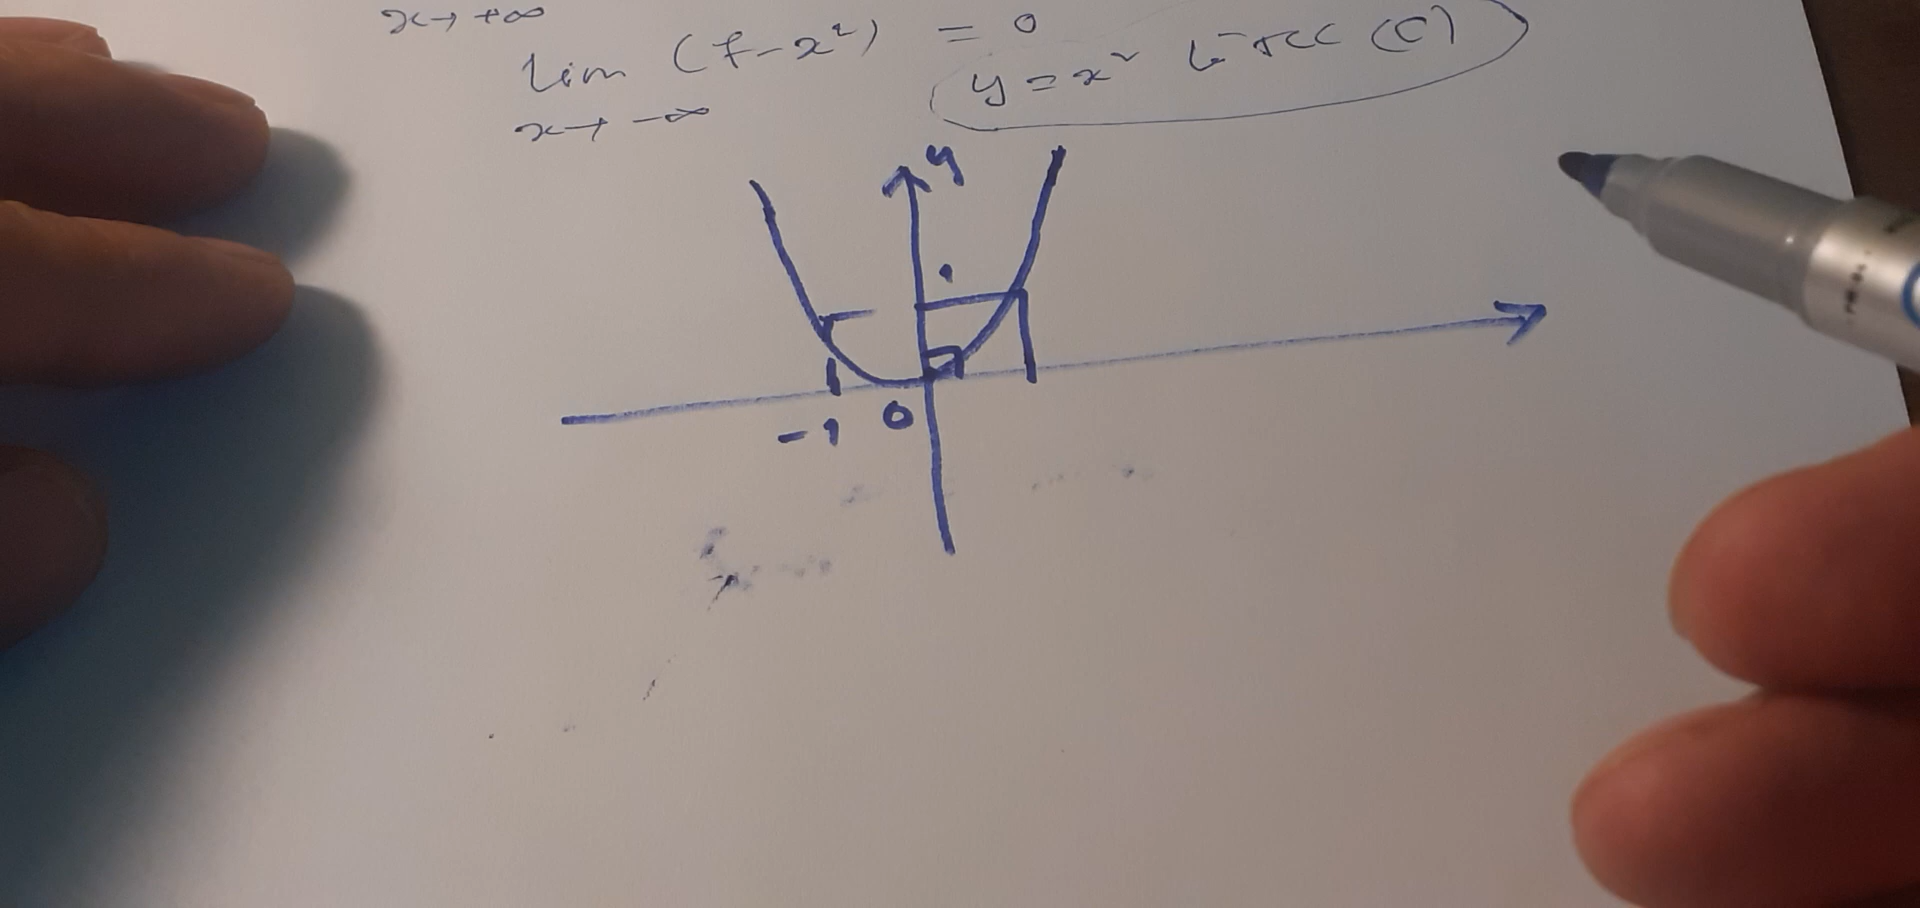 x → +∞
lim (f-x²) = 0
x → -∞
y = x² (C)
y
-1 0